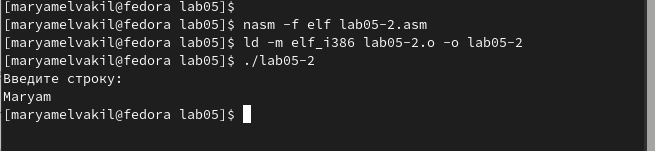 [maryamelvakil@fedora lab05]$
[maryamelvakil@fedora lab05]$ nasm -f elf lab05-2.asm
[maryamelvakil@fedora lab05]$ ld -m elf_i386 lab05-2.o -o lab05-2
[maryamelvakil@fedora lab05]$ ./lab05-2
Введите строку:
Maryam
[maryamelvakil@fedora lab05]$